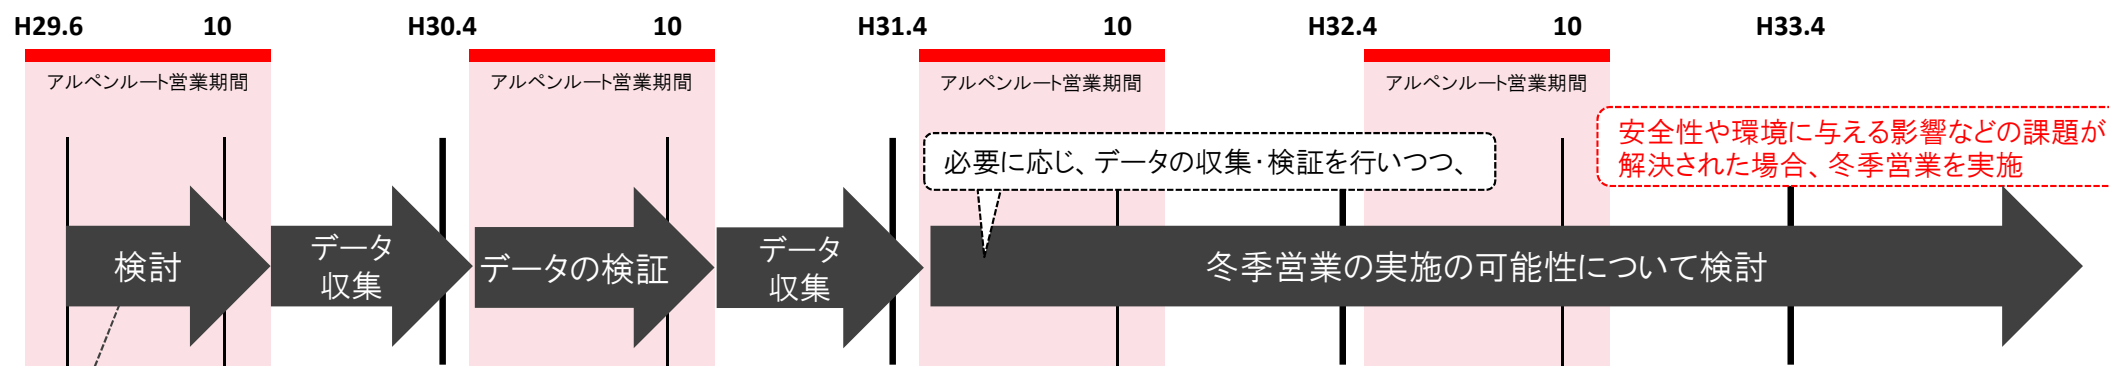 H29.6 10 H30.4 10 H31.4 10 H32.4 10 H33.4
アルペンルート営業期間 アルペンルート営業期間 アルペンルート営業期間 アルペンルート営業期間
安全性や環境に与える影響などの課題が
解決された場合、冬季営業を実施
必要に応じ、データの収集・検証を行いつつ、
検討
データ
収集
データの検証
データ
収集
冬季営業の実施の可能性について検討